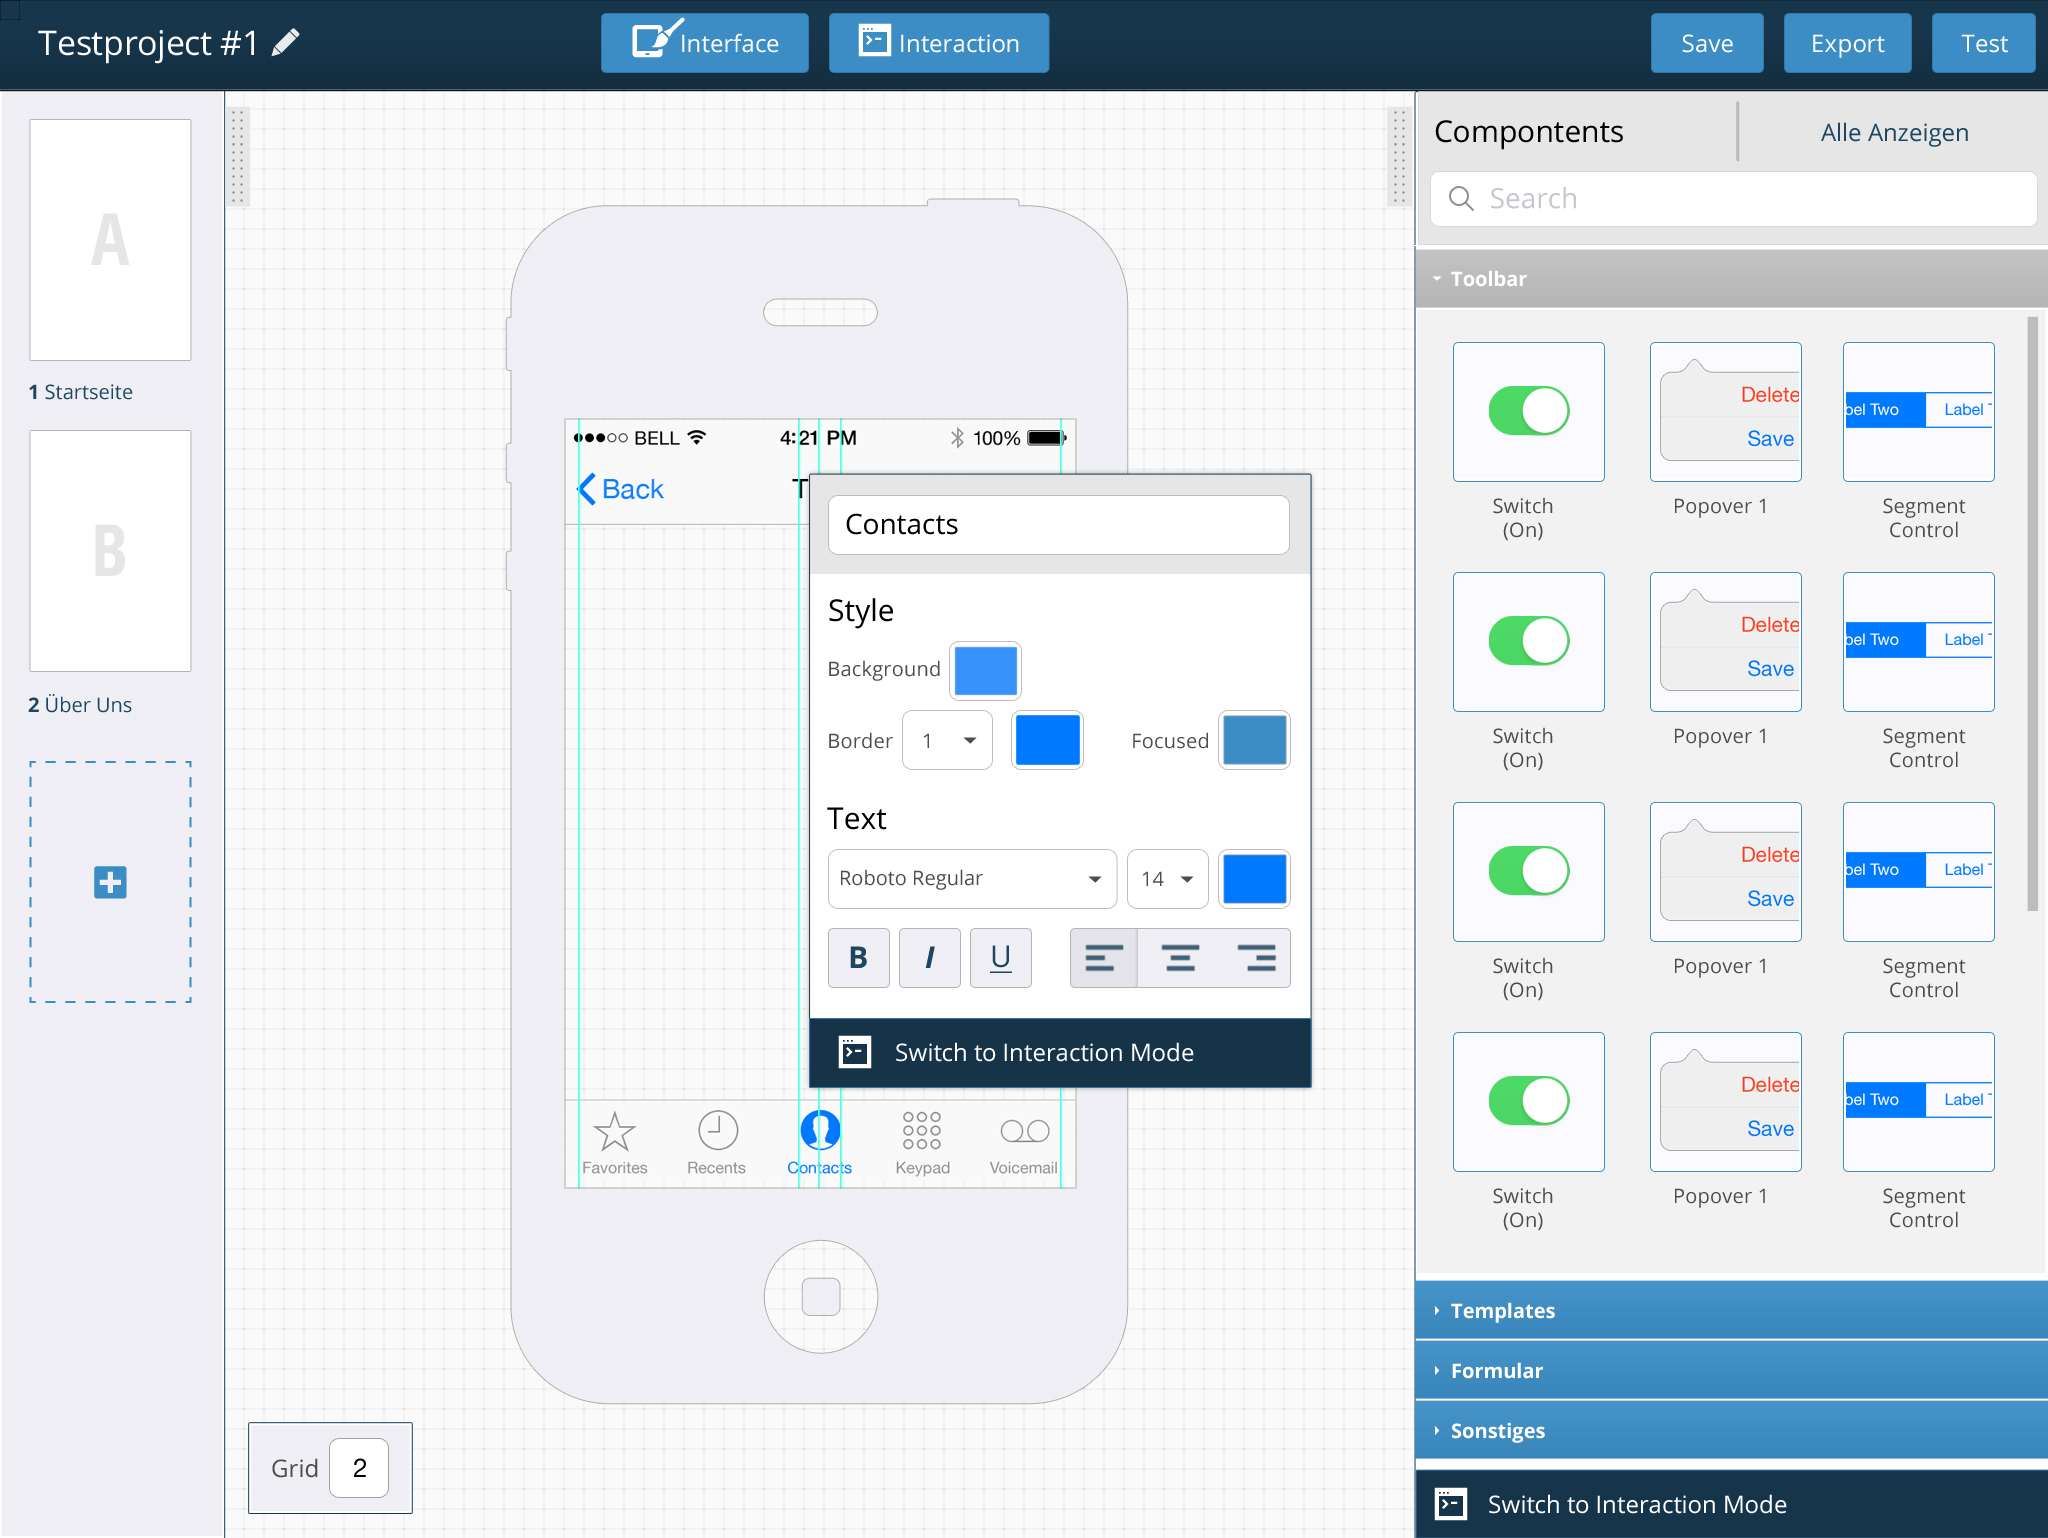 Testproject #1
Interface
Interaction
Save
Export
Test
A
1 Startseite
B
2 Über Uns
BELL
4:21 PM
100%
Back
T
Contacts
Style
Background
Border
1
Focused
Text
Roboto Regular
14
B
I
U
Switch to Interaction Mode
Favorites
Recents
Contacts
Keypad
Voicemail
Grid
2
Compontents
Alle Anzeigen
Search
Toolbar
Delete
Save
bel Two
Label T
Switch
(On)
Popover 1
Segment
Control
Delete
Save
bel Two
Label T
Switch
(On)
Popover 1
Segment
Control
Delete
Save
bel Two
Label T
Switch
(On)
Popover 1
Segment
Control
Delete
Save
bel Two
Label T
Switch
(On)
Popover 1
Segment
Control
Templates
Formular
Sonstiges
Switch to Interaction Mode